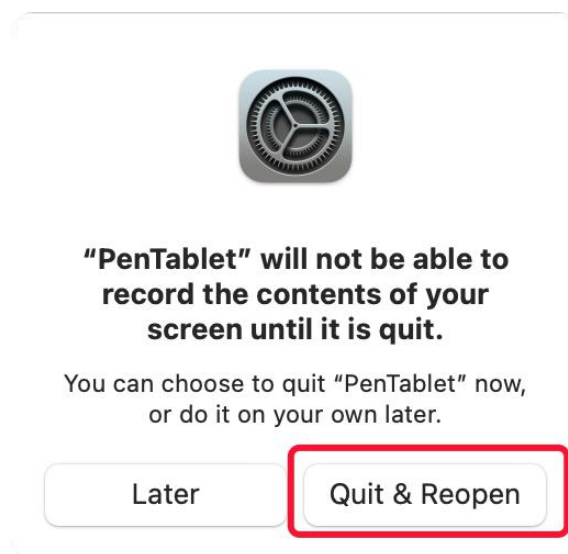 “PenTablet” will not be able to
record the contents of your
screen until it is quit.
You can choose to quit “PenTablet” now,
or do it on your own later.
Later
Quit & Reopen